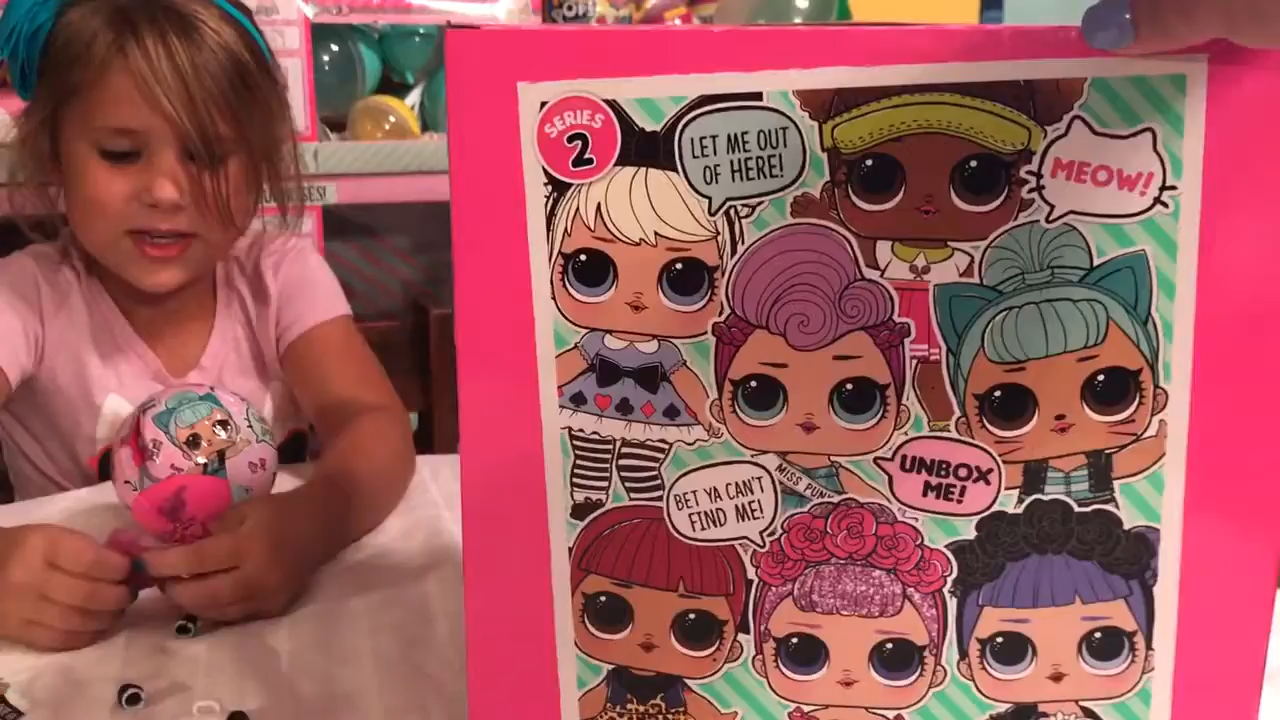 SERIES
2
LET ME OUT
OF HERE!
MEOW!
UNBOX
ME!
MISS PUNK
BET YA CAN'T
FIND ME!